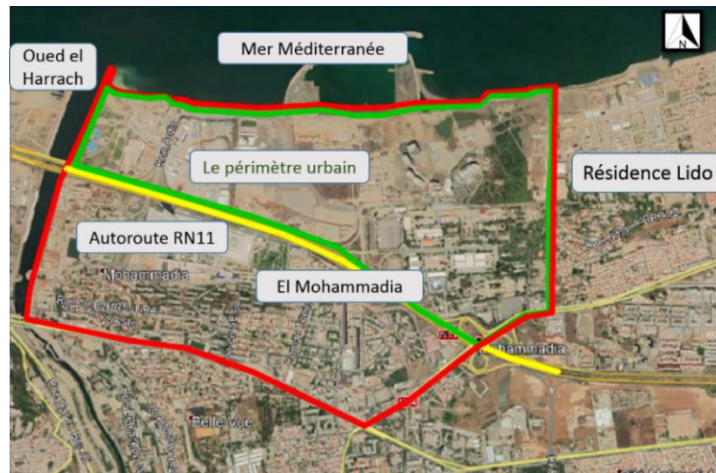 Mer Méditerranée
N
Oued el
Harrach
Le périmètre urbain
Résidence Lido
Autoroute RN11
Mohammadia
El Mohammadia
Mohammadia
Belle Vue